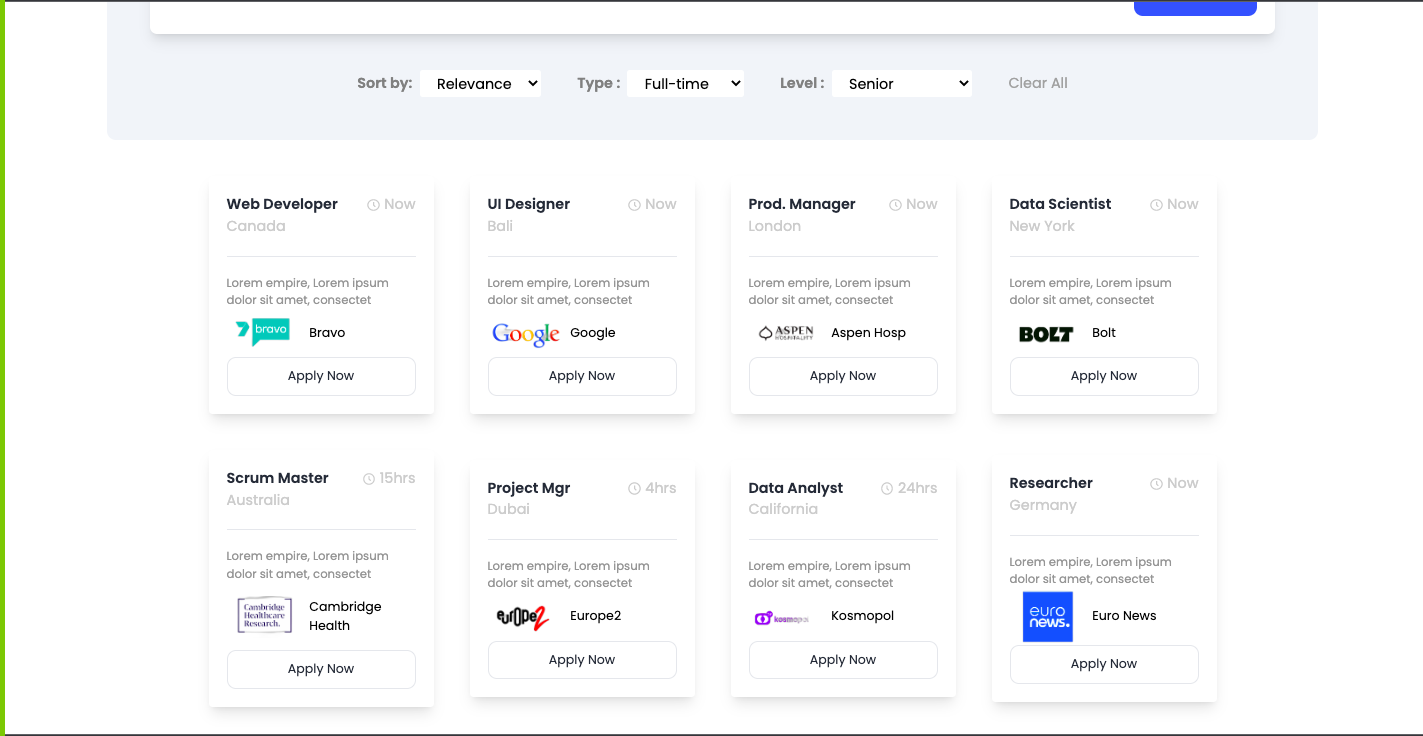 Sort by: Relevance Type : Full-time Level : Senior Clear All
Web Developer Now
Canada
Lorem empire, Lorem ipsum
dolor sit amet, consectet
bravo Bravo
Apply Now
UI Designer Now
Bali
Lorem empire, Lorem ipsum
dolor sit amet, consectet
Google Google
Apply Now
Prod. Manager Now
London
Lorem empire, Lorem ipsum
dolor sit amet, consectet
ASPEN
HOSPITALITY
Aspen Hosp
Apply Now
Data Scientist Now
New York
Lorem empire, Lorem ipsum
dolor sit amet, consectet
BOLT Bolt
Apply Now
Scrum Master 15hrs
Australia
Lorem empire, Lorem ipsum
dolor sit amet, consectet
Cambridge
Healthcare
Research.
Cambridge
Health
Apply Now
Project Mgr 4hrs
Dubai
Lorem empire, Lorem ipsum
dolor sit amet, consectet
europe2 Europe2
Apply Now
Data Analyst 24hrs
California
Lorem empire, Lorem ipsum
dolor sit amet, consectet
kosmopol Kosmopol
Apply Now
Researcher Now
Germany
Lorem empire, Lorem ipsum
dolor sit amet, consectet
euro
news.
Euro News
Apply Now